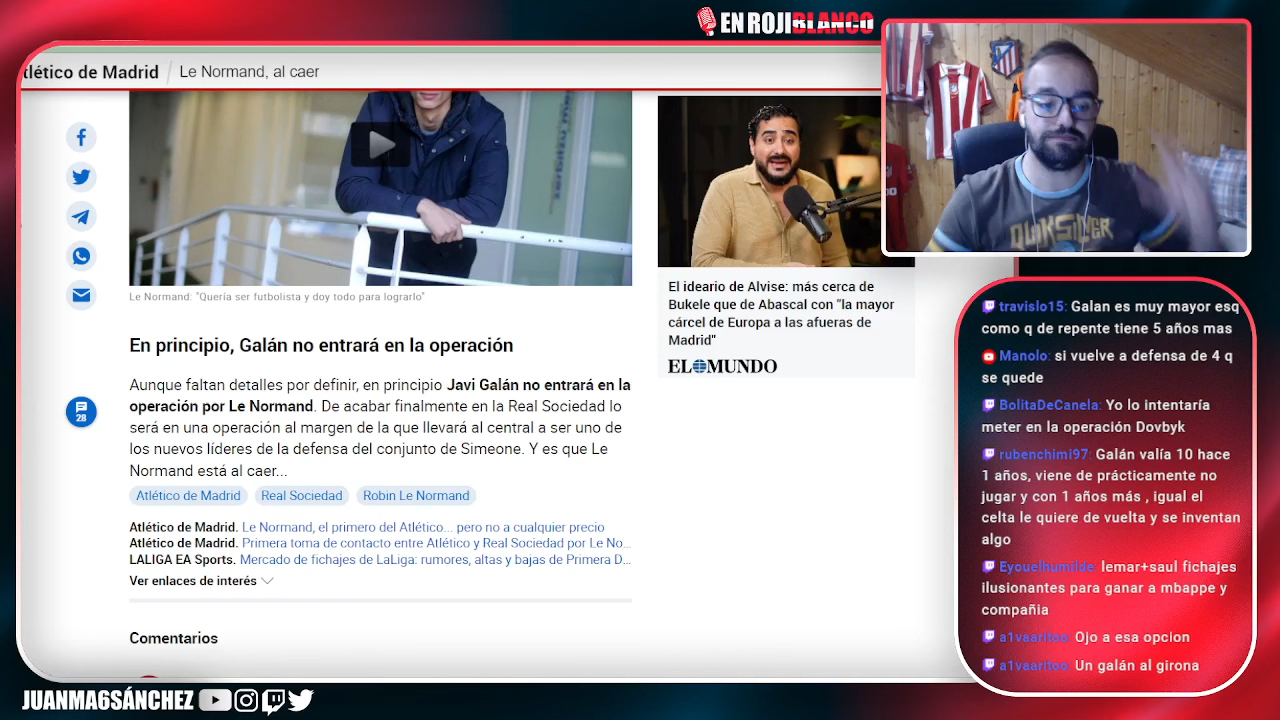 EN ROJIBLANCO
tlético de Madrid
Le Normand, al caer
Le Normand: "Quería ser futbolista y doy todo para lograrlo"
En principio, Galán no entrará en la operación
Aunque faltan detalles por definir, en principio Javi Galán no entrará en la
operación por Le Normand. De acabar finalmente en la Real Sociedad lo
será en una operación al margen de la que llevará al central a ser uno de
los nuevos líderes de la defensa del conjunto de Simeone. Y es que Le
Normand está al caer...
28
Atlético de Madrid
Real Sociedad
Robin Le Normand
Atlético de Madrid. Le Normand, el primero del Atlético... pero no a cualquier precio
Atlético de Madrid. Primera toma de contacto entre Atlético y Real Sociedad por Le No...
LALIGA EA Sports. Mercado de fichajes de LaLiga: rumores, altas y bajas de Primera D...
Ver enlaces de interés
Comentarios
El ideario de Alvise: más cerca de
Bukele que de Abascal con "la mayor
cárcel de Europa a las afueras de
Madrid"
EL MUNDO
QUIKSILVER
travislo15: Galan es muy mayor esq
como q de repente tiene 5 años mas
Manolo: si vuelve a defensa de 4 q
se quede
BolitaDeCanela: Yo lo intentaría
meter en la operación Dovbyk
rubenchimi97: Galán valía 10 hace
1 años, viene de prácticamente no
jugar y con 1 años más , igual el
celta le quiere de vuelta y se inventan
algo
Eyouelhumilde: lemar+saul fichajes
ilusionantes para ganar a mbappe y
compañia
a1vaaritoo: Ojo a esa opcion
a1vaaritoo: Un galán al girona
JUANMA6SÁNCHEZ